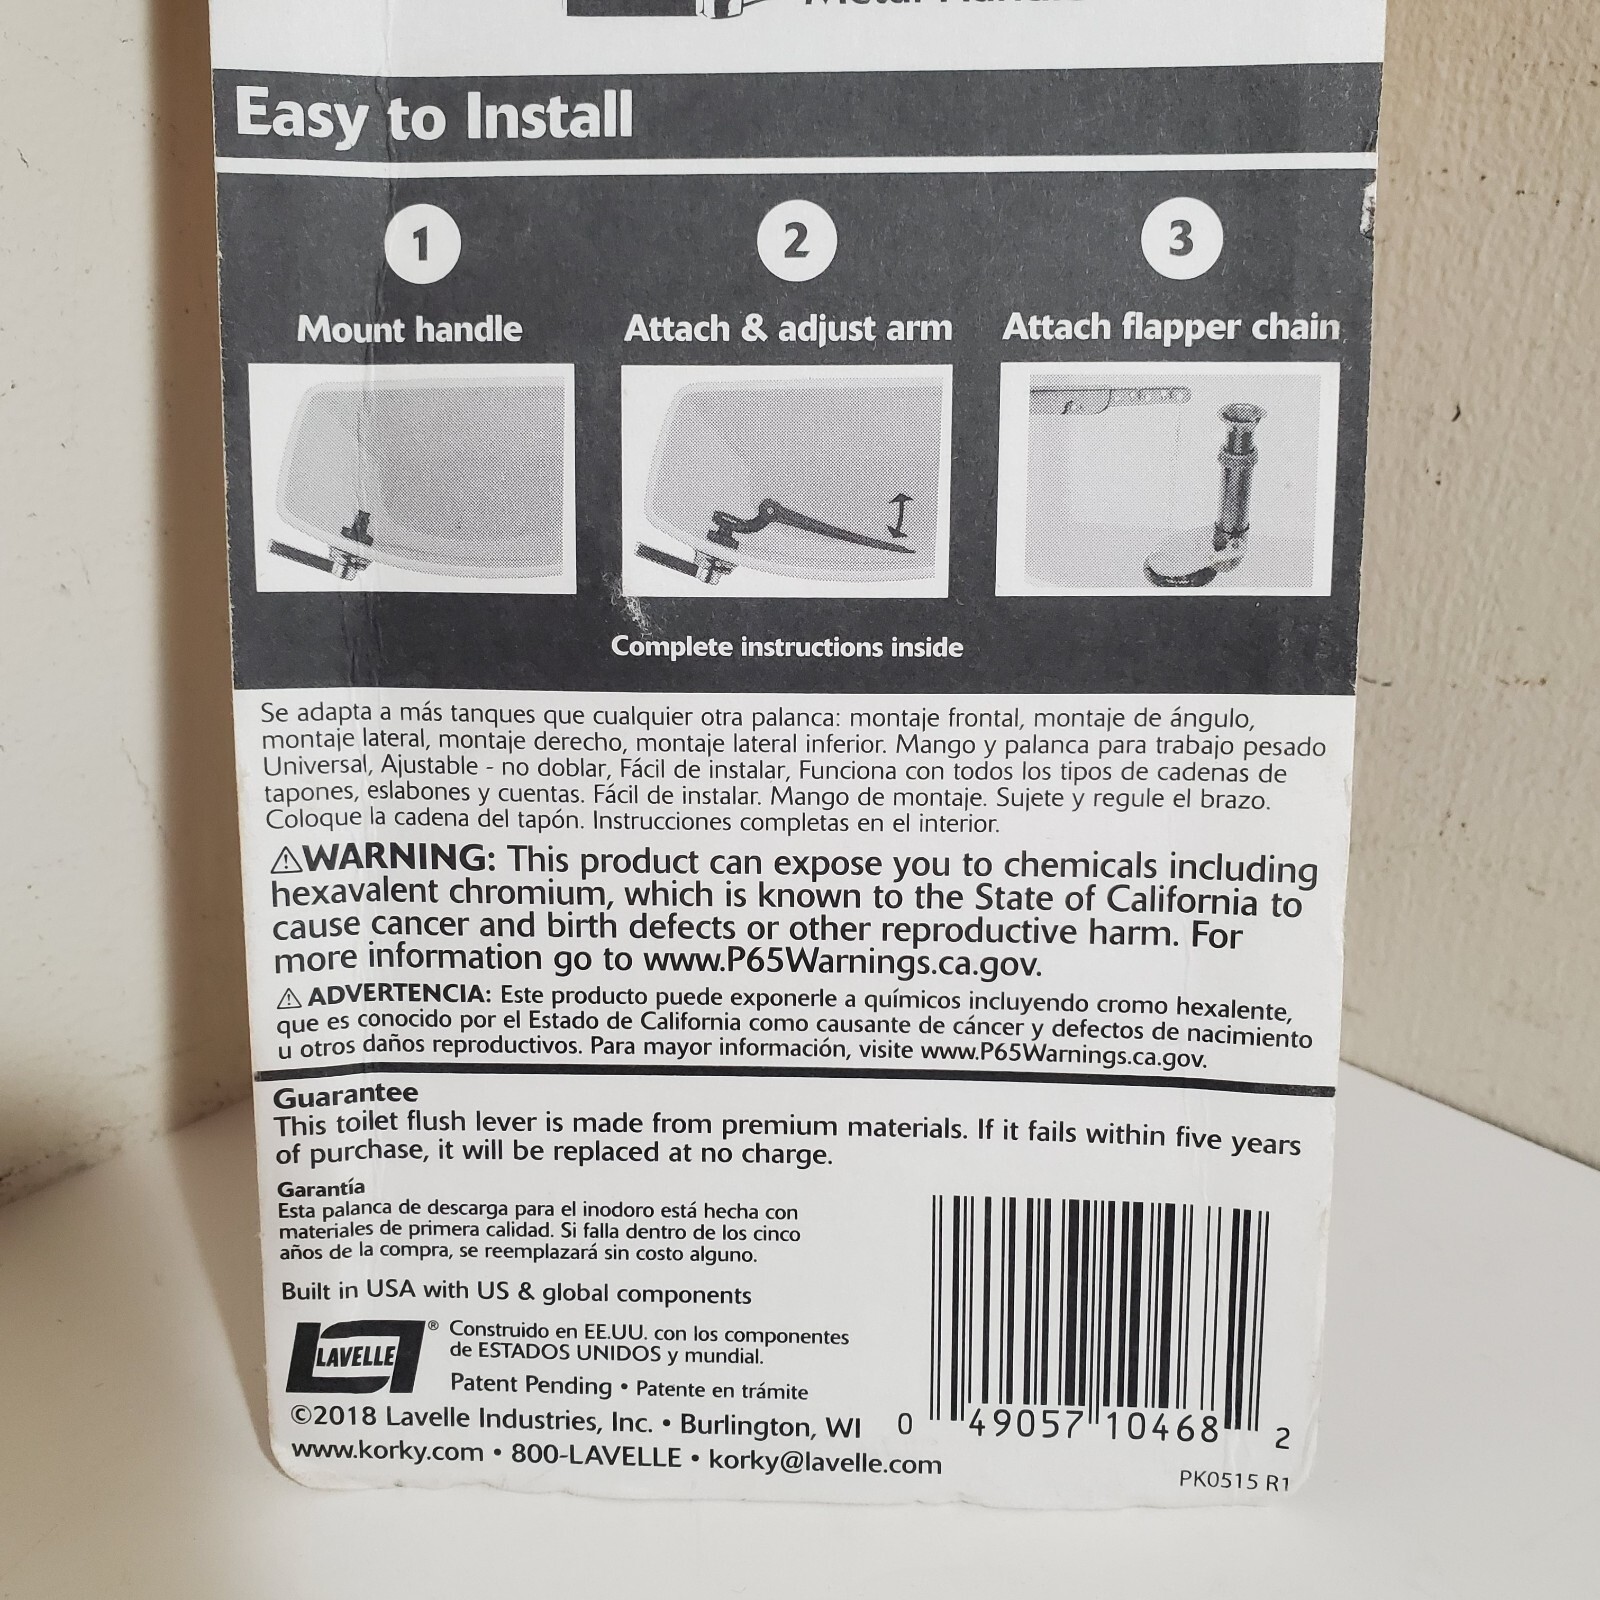 Easy to Install
1
2
3
Mount handle
Attach & adjust arm
Attach flapper chain
Complete instructions inside
Se adapta a más tanques que cualquier otra palanca: montaje frontal, montaje de ángulo,
montaje lateral, montaje derecho, montaje lateral inferior. Mango y palanca para trabajo pesado
Universal, Ajustable - no doblar, Fácil de instalar, Funciona con todos los tipos de cadenas de
tapones, eslabones y cuentas. Fácil de instalar. Mango de montaje. Sujete y regule el brazo.
Coloque la cadena del tapón. Instrucciones completas en el interior.
⚠WARNING: This product can expose you to chemicals including
hexavalent chromium, which is known to the State of California to
cause cancer and birth defects or other reproductive harm. For
more information go to www.P65Warnings.ca.gov.
⚠ ADVERTENCIA: Este producto puede exponerle a químicos incluyendo cromo hexalente,
que es conocido por el Estado de California como causante de cáncer y defectos de nacimiento
u otros daños reproductivos. Para mayor información, visite www.P65Warnings.ca.gov.
Guarantee
This toilet flush lever is made from premium materials. If it fails within five years
of purchase, it will be replaced at no charge.
Garantía
Esta palanca de descarga para el inodoro está hecha con
materiales de primera calidad. Si falla dentro de los cinco
años de la compra, se reemplazará sin costo alguno.
Built in USA with US & global components
LAVELLE ®
Construido en EE.UU. con los componentes
de ESTADOS UNIDOS y mundial.
Patent Pending • Patente en trámite
©2018 Lavelle Industries, Inc. • Burlington, WI
www.korky.com • 800-LAVELLE • korky@lavelle.com
0 49057 10468 2
PK0515 R1